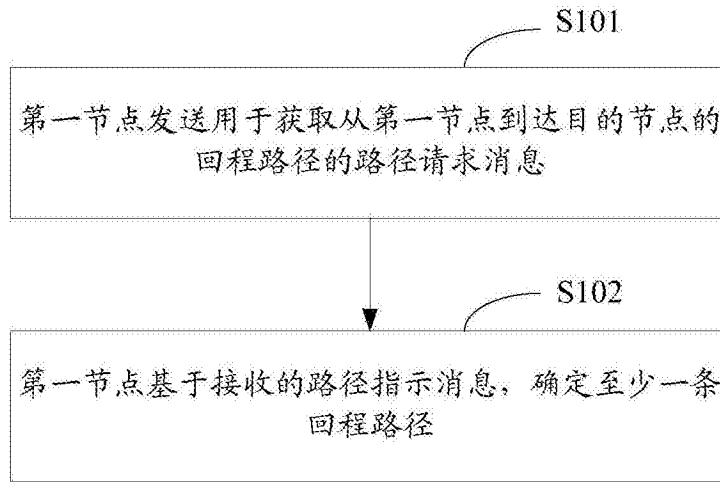 S101
第一节点发送用于获取从第一节点到达目的节点的
回程路径的路径请求消息
S102
第一节点基于接收的路径指示消息，确定至少一条
回程路径